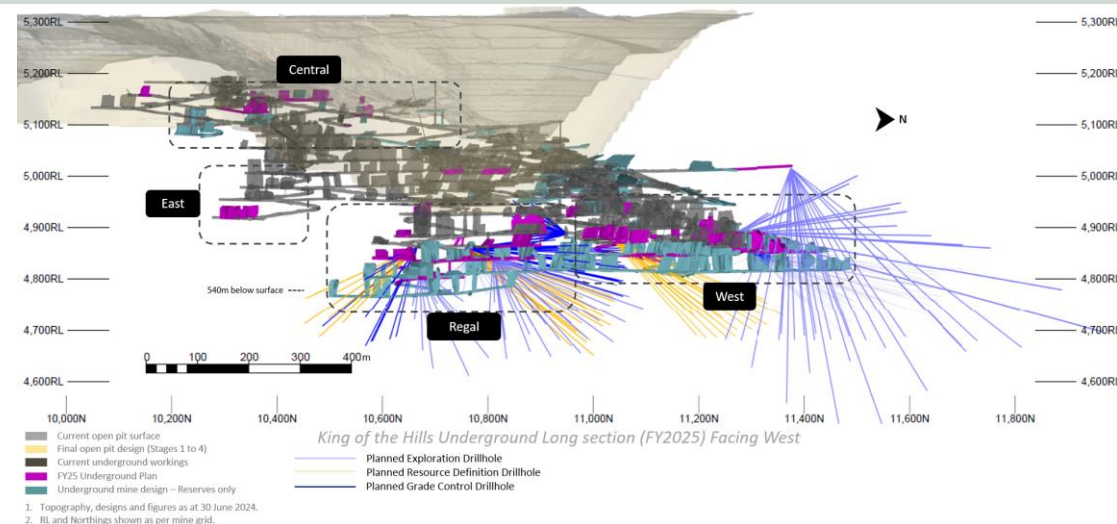 5,300RL
5,300RL
5,200RL
5,200RL
Central
5,100RL
5,100RL
N
5,000RL
5,000RL
East
4,900RL
4,900RL
4,800RL
4,800RL
540m below surface
West
Regal
4,700RL
4,700RL
0 200 400m
4,600RL
4,600RL
10,000N 10,200N 10,400N 10,600N 10,800N 11,000N 11,200N 11,400N 11,600N 11,800N
King of the Hills Underground Long section (FY2025) Facing West
Current open pit surface
Final open pit design (Stages 1 to 4)
Current underground workings
FY25 Underground Plan
Underground mine design – Reserves only
Planned Exploration Drillhole
Planned Resource Definition Drillhole
Planned Grade Control Drillhole
1. Topography, designs and figures as at 30 June 2024.
2. RL and Northings shown as per mine grid.